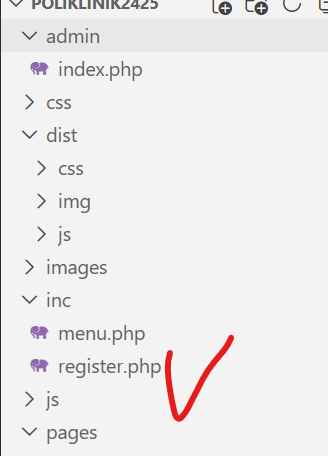 POLIKLINIK2425
admin
index.php
css
dist
css
img
js
images
inc
menu.php
register.php
js
pages